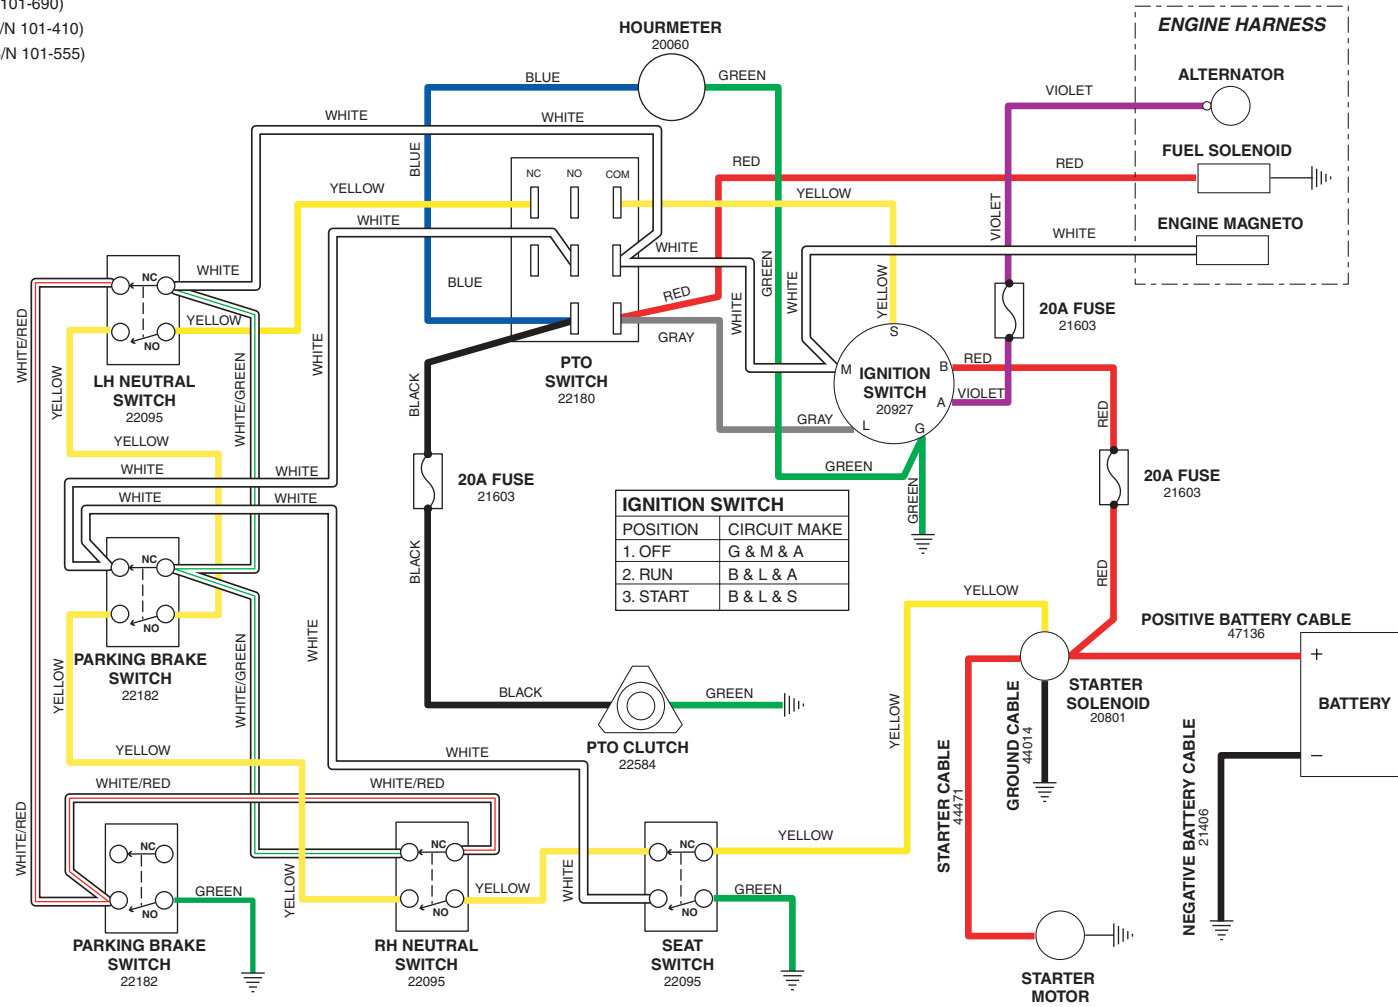 101-690)
/N 101-410)
/N 101-555)
HOURMETER
20060
BLUE
GREEN
ENGINE HARNESS
ALTERNATOR
VIOLET
FUEL SOLENOID
RED
RED
ENGINE MAGNETO
WHITE
WHITE
WHITE
BLUE
NC
NO
COM
YELLOW
YELLOW
WHITE
WHITE
VIOLET
GREEN
YELLOW
WHITE
WHITE
BLUE
RED
GRAY
NC
WHITE
YELLOW
NO
LH NEUTRAL
SWITCH
22095
WHITE/RED
YELLOW
WHITE/GREEN
WHITE
PTO
SWITCH
22180
20A FUSE
21603
S
M
B
A
L
G
IGNITION
SWITCH
20927
RED
VIOLET
GRAY
GREEN
GREEN
RED
20A FUSE
21603
BLACK
20A FUSE
21603
YELLOW
WHITE
WHITE
WHITE
WHITE
IGNITION SWITCH
POSITION CIRCUIT MAKE
1. OFF G & M & A
2. RUN B & L & A
3. START B & L & S
BLACK
RED
NC
NO
PARKING BRAKE
SWITCH
22182
YELLOW
WHITE/GREEN
WHITE
YELLOW
POSITIVE BATTERY CABLE
47136
+
BATTERY
–
STARTER
SOLENOID
20801
GROUND CABLE
44014
BLACK
GREEN
PTO CLUTCH
22584
YELLOW
YELLOW
WHITE
WHITE/RED
WHITE/RED
STARTER CABLE
44471
NEGATIVE BATTERY CABLE
21406
WHITE/RED
NC
NO
GREEN
PARKING BRAKE
SWITCH
22182
YELLOW
NC
NO
YELLOW
RH NEUTRAL
SWITCH
22095
WHITE
NC
NO
YELLOW
GREEN
SEAT
SWITCH
22095
STARTER
MOTOR